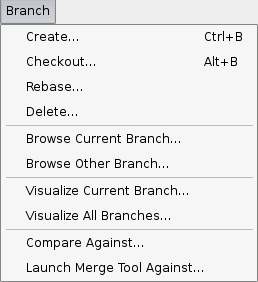 Branch
Create... Ctrl+B
Checkout... Alt+B
Rebase...
Delete...
Browse Current Branch...
Browse Other Branch...
Visualize Current Branch...
Visualize All Branches...
Compare Against...
Launch Merge Tool Against...